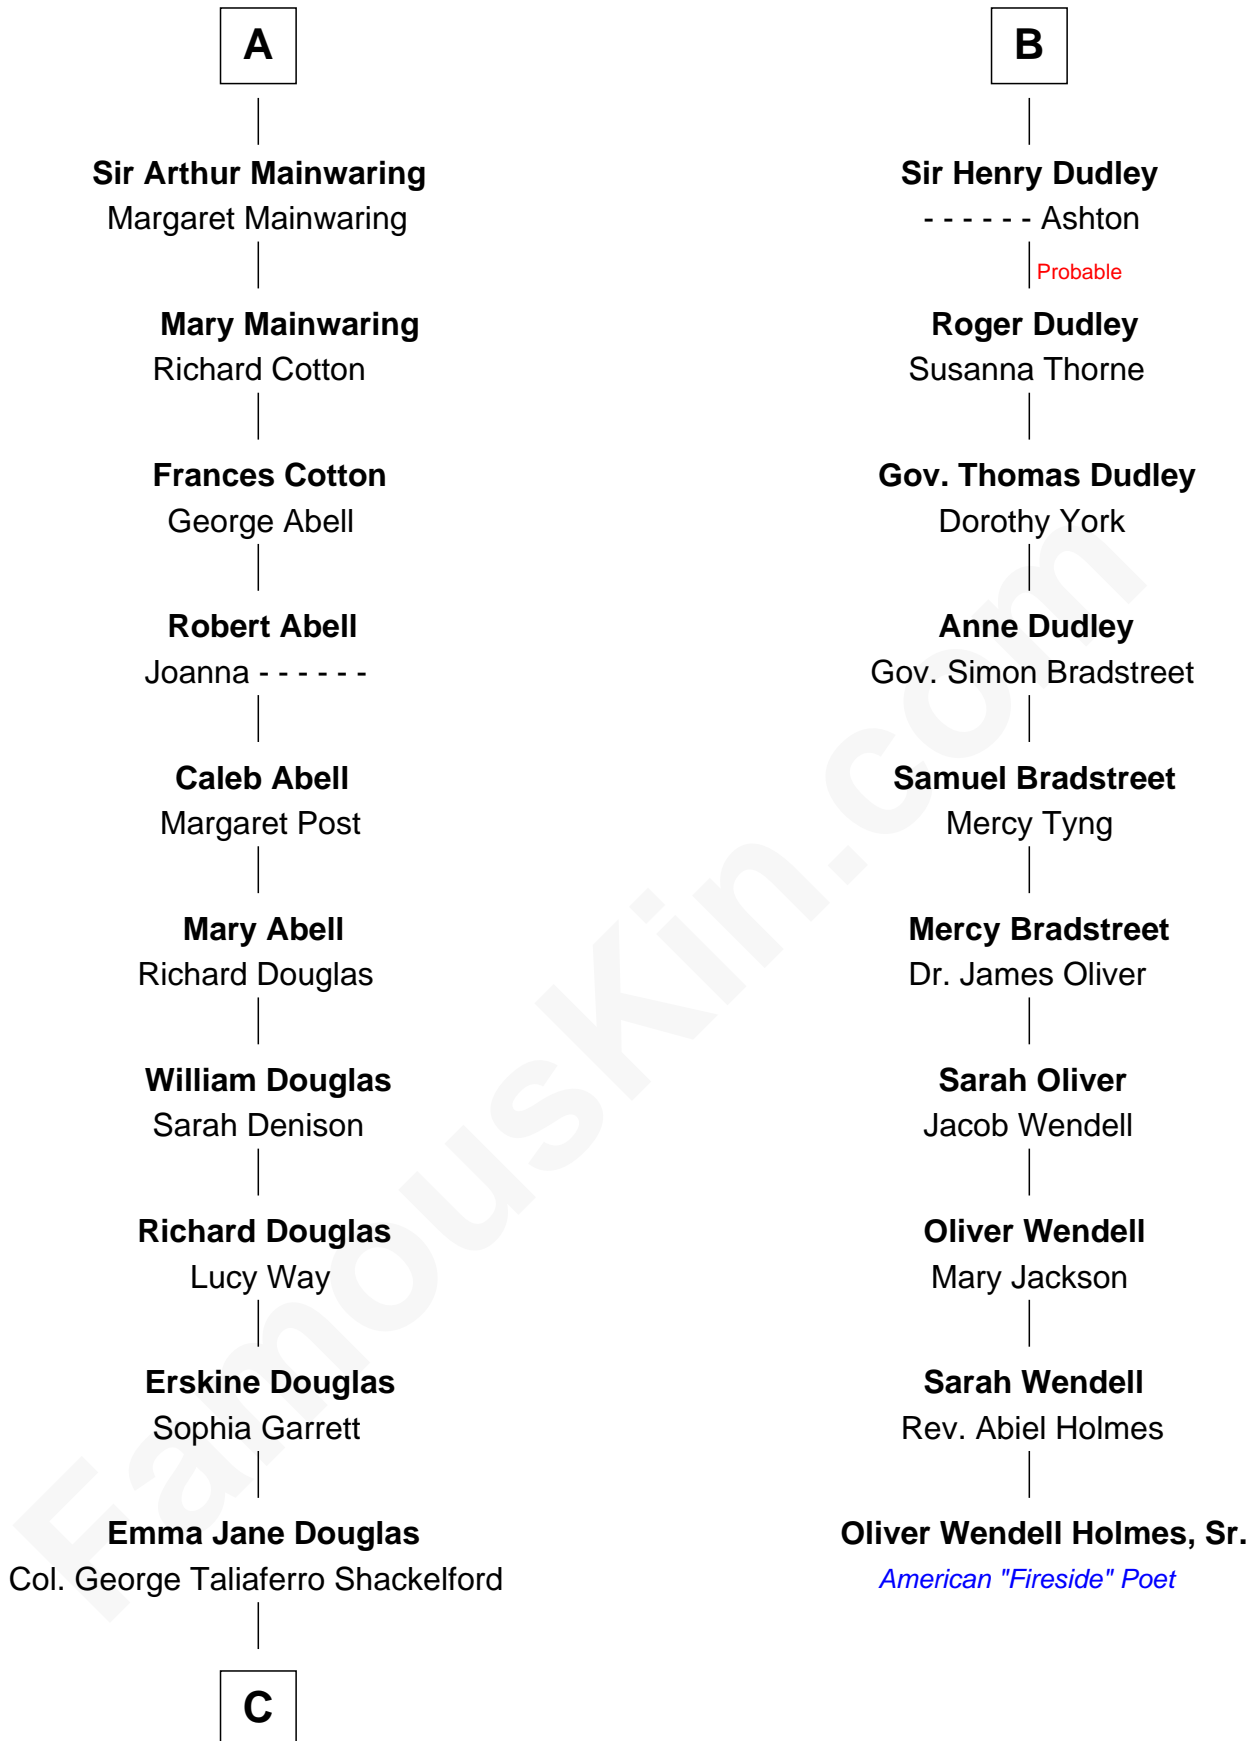 A
Sir Arthur Mainwaring
Margaret Mainwaring
Mary Mainwaring
Richard Cotton
Frances Cotton
George Abell
Robert Abell
Joanna - - - - - -
Caleb Abell
Margaret Post
Mary Abell
Richard Douglas
William Douglas
Sarah Denison
Richard Douglas
Lucy Way
Erskine Douglas
Sophia Garrett
Emma Jane Douglas
Col. George Taliaferro Shackelford
C
B
Sir Henry Dudley
- - - - - - Ashton
Probable
Roger Dudley
Susanna Thorne
Gov. Thomas Dudley
Dorothy York
Anne Dudley
Gov. Simon Bradstreet
Samuel Bradstreet
Mercy Tyng
Mercy Bradstreet
Dr. James Oliver
Sarah Oliver
Jacob Wendell
Oliver Wendell
Mary Jackson
Sarah Wendell
Rev. Abiel Holmes
Oliver Wendell Holmes, Sr.
American "Fireside" Poet
FamousKin.com